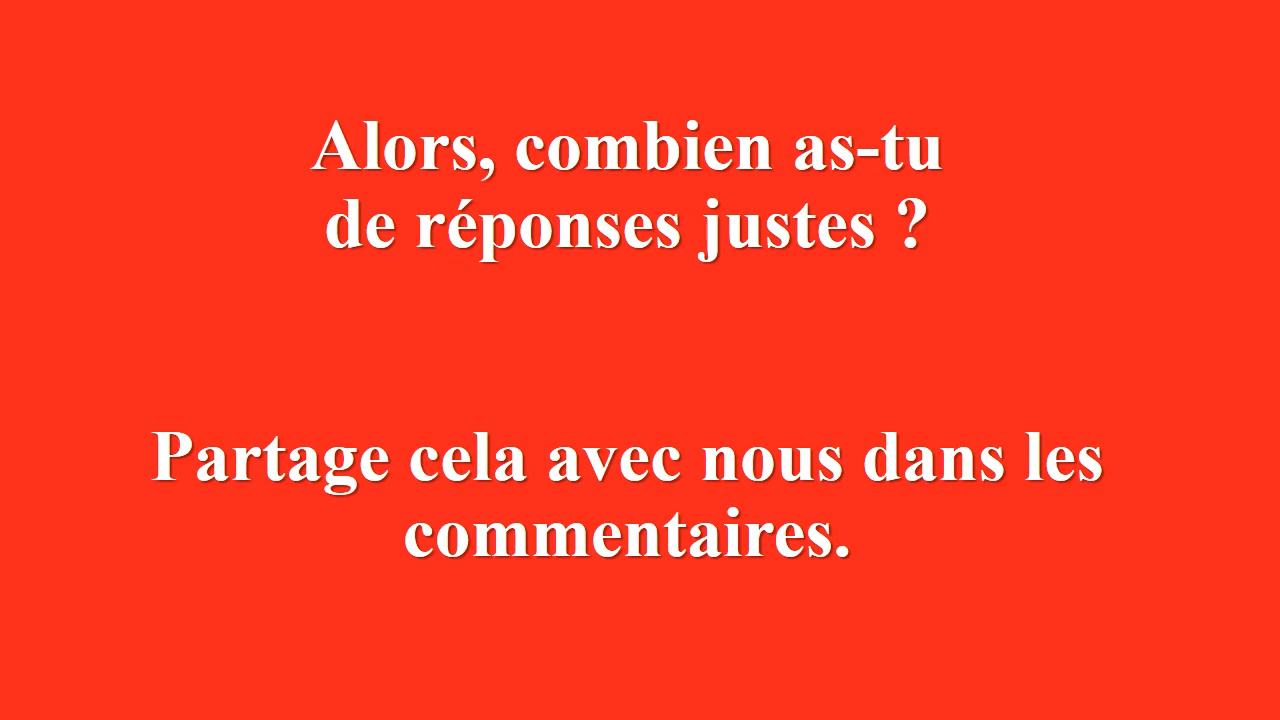 Alors, combien as-tu
de réponses justes ?
Partage cela avec nous dans les
commentaires.